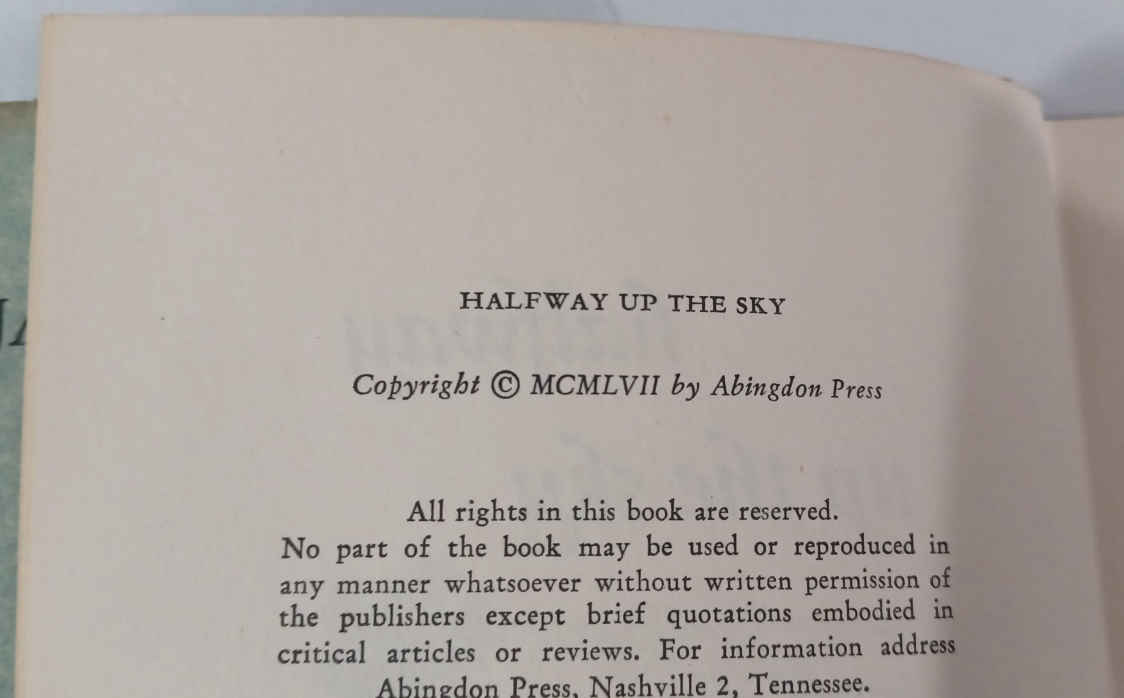 HALFWAY UP THE SKY
Copyright © MCMLVII by Abingdon Press
All rights in this book are reserved.
No part of the book may be used or reproduced in
any manner whatsoever without written permission of
the publishers except brief quotations embodied in
critical articles or reviews. For information address
Abingdon Press, Nashville 2, Tennessee.